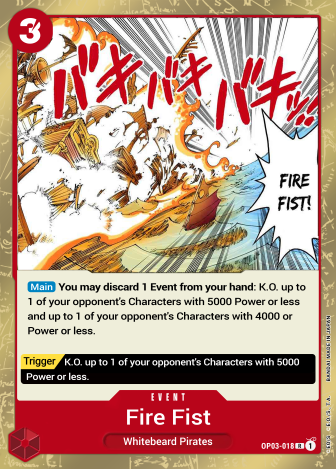 3
バキ バキ バキッ!!
FIRE
FIST!
Main You may discard 1 Event from your hand: K.O. up to
1 of your opponent's Characters with 5000 Power or less
and up to 1 of your opponent's Characters with 4000 or
Power or less.
Trigger K.O. up to 1 of your opponent's Characters with 5000
Power or less.
EVENT
Fire Fist
Whitebeard Pirates
OP03-018 R 1
BANDAI MADE IN JAPAN